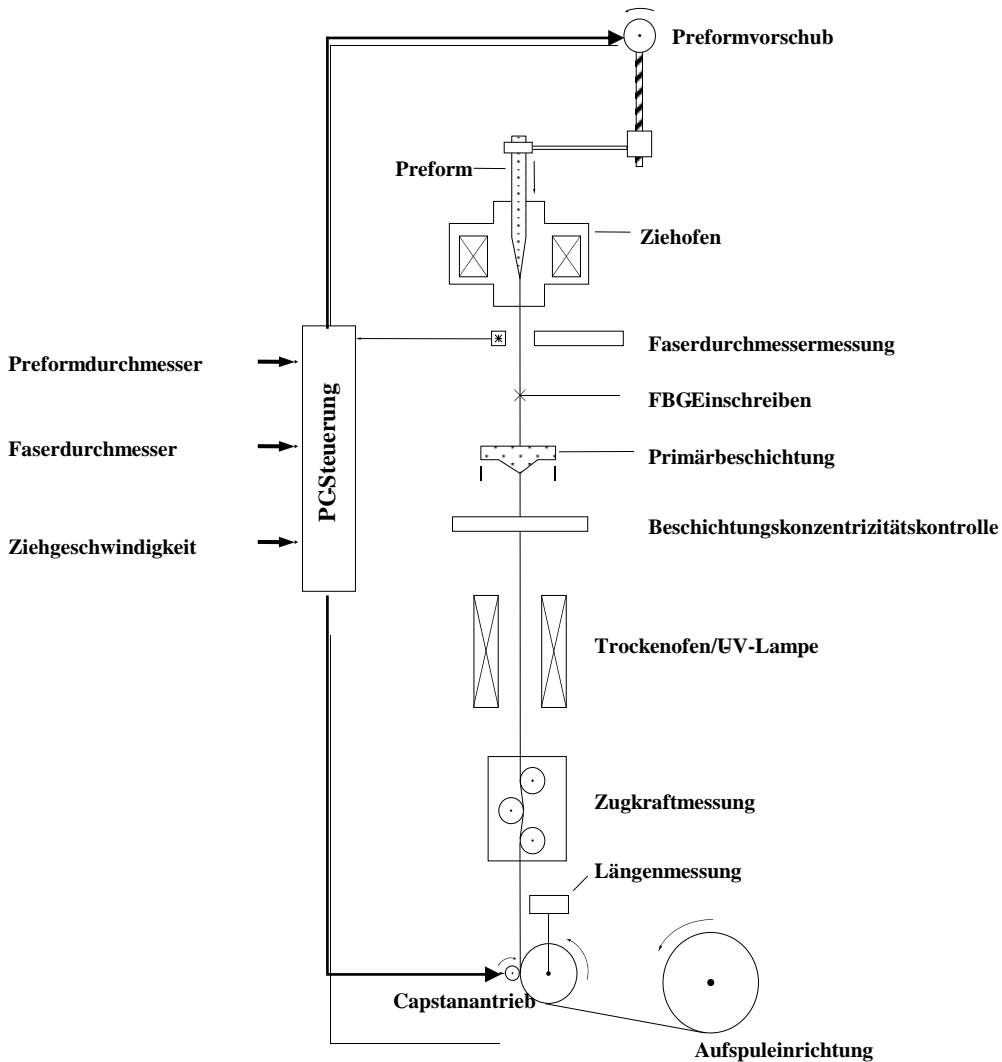 Preformvorschub
Preform
Ziehofen
Faserdurchmessermessung
Preformdurchmesser
FBGEinschreiben
Faserdurchmesser
Primärbeschichtung
PCSteuerung
Beschichtungskonzentrizitätskontrolle
Ziehgeschwindigkeit
Trockenofen/UV-Lampe
Zugkraftmessung
Längenmessung
Capstanantrieb
Aufspuleinrichtung